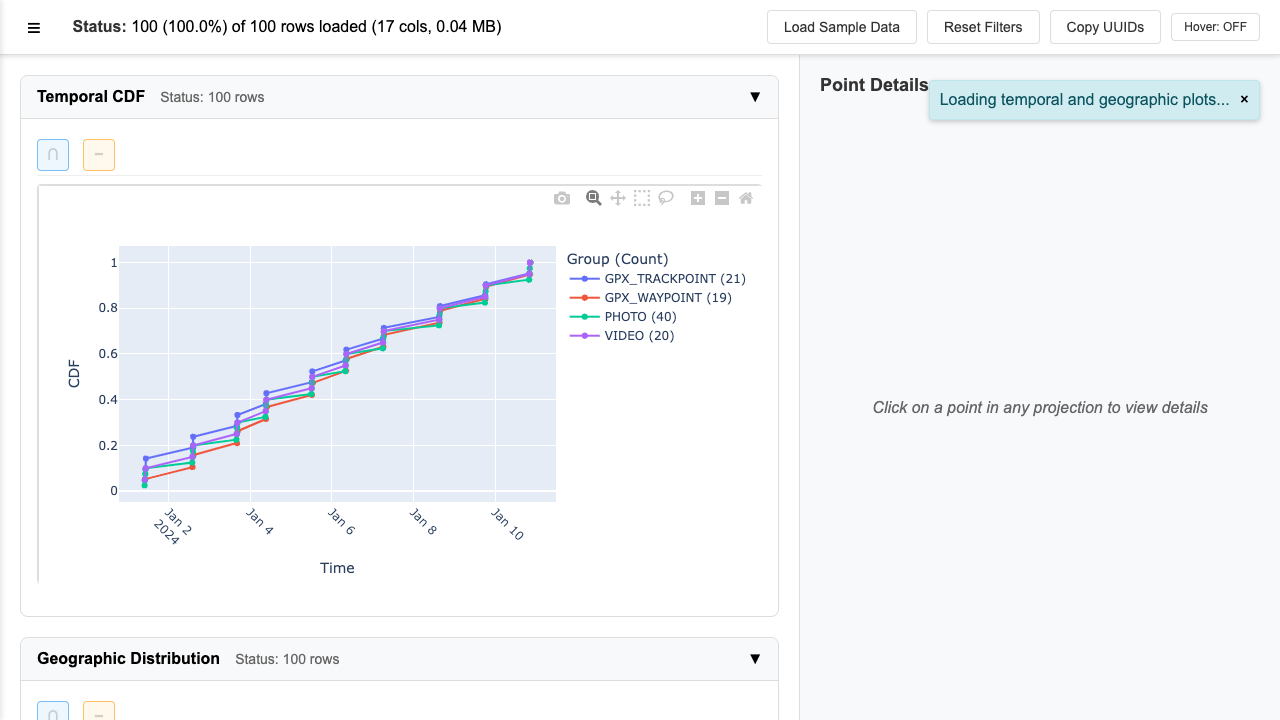 ≡ Status: 100 (100.0%) of 100 rows loaded (17 cols, 0.04 MB) Load Sample Data Reset Filters Copy UUIDs Hover: OFF
Temporal CDF Status: 100 rows ▼
Point Details
Loading temporal and geographic plots... ×
∩ −
Group (Count)
GPX_TRACKPOINT (21)
GPX_WAYPOINT (19)
PHOTO (40)
VIDEO (20)
1
0.8
0.6
0.4
0.2
0
CDF
Jan 2
2024
Jan 4
Jan 6
Jan 8
Jan 10
Time
Click on a point in any projection to view details
Geographic Distribution Status: 100 rows ▼
∩ −